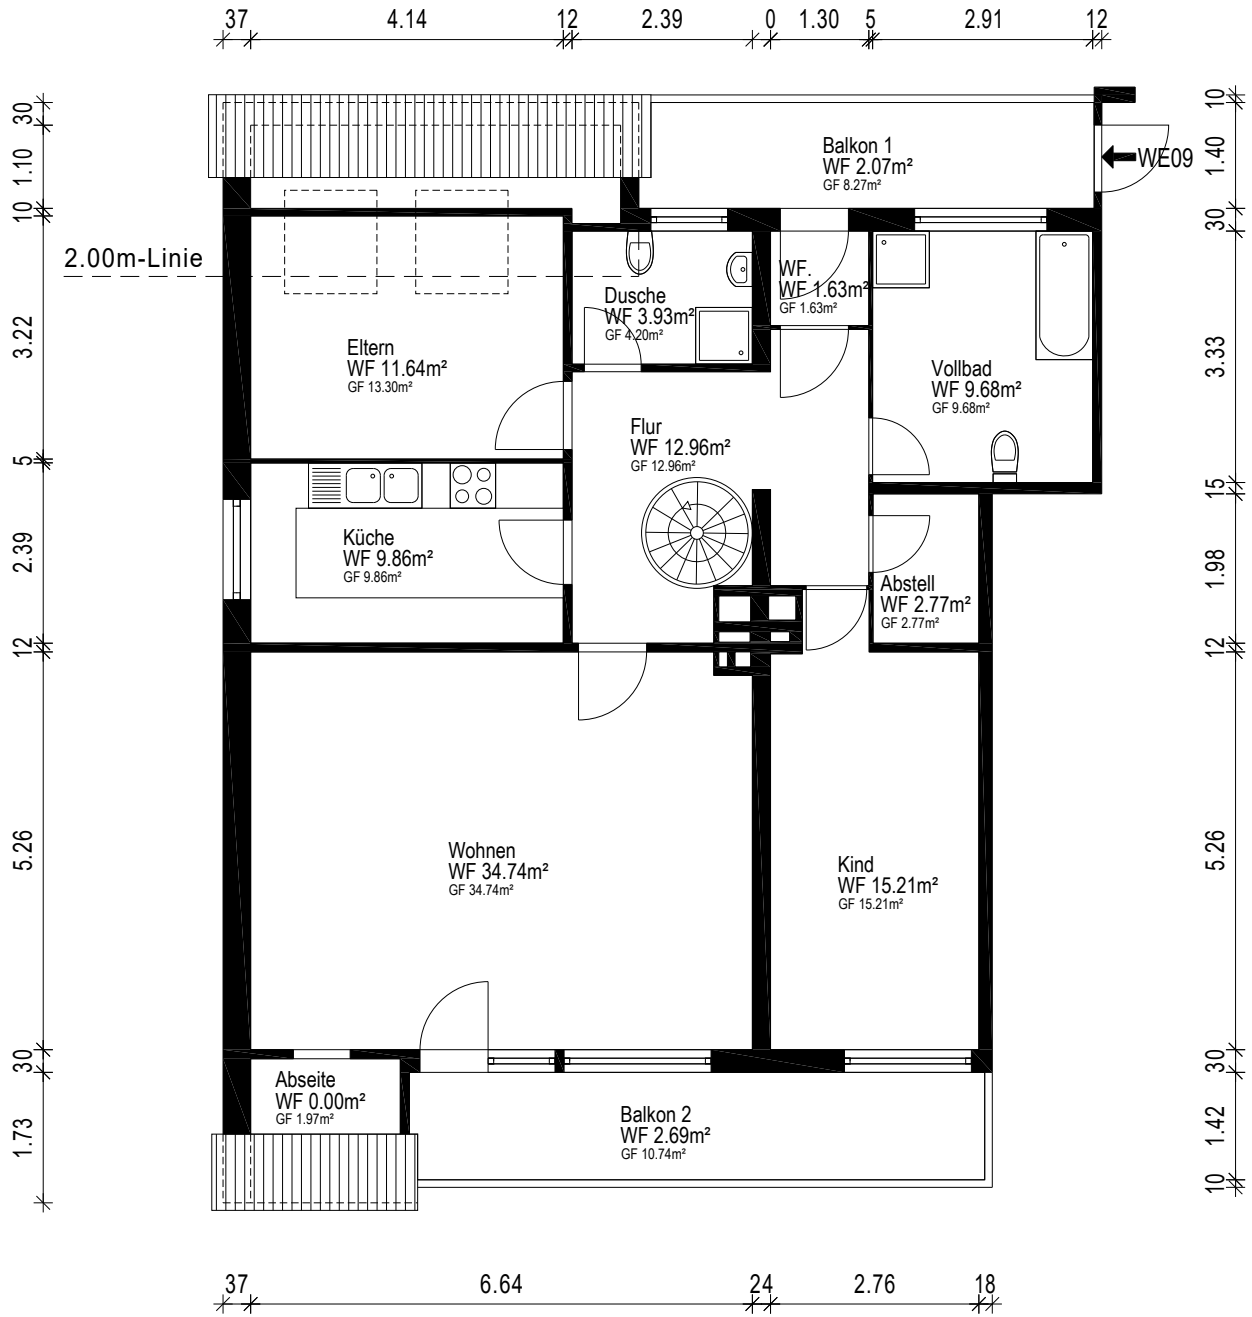 37 4.14 12 2.39 0 1.30 5 2.91 12
30
1.10
10
3.22
5
2.39
12
5.26
30
1.73
10
1.40
30
3.33
15
1.98
12
5.26
30
1.42
10
Balkon 1
WF 2.07m²
GF 8.27m²
WE09
2.00m-Linie
WF.
WF 1.63m²
GF 1.63m²
Dusche
WF 3.93m²
GF 4.20m²
Eltern
WF 11.64m²
GF 13.30m²
Vollbad
WF 9.68m²
GF 9.68m²
Flur
WF 12.96m²
GF 12.96m²
Küche
WF 9.86m²
GF 9.86m²
Abstell
WF 2.77m²
GF 2.77m²
Wohnen
WF 34.74m²
GF 34.74m²
Kind
WF 15.21m²
GF 15.21m²
Abseite
WF 0.00m²
GF 1.97m²
Balkon 2
WF 2.69m²
GF 10.74m²
37 6.64 24 2.76 18